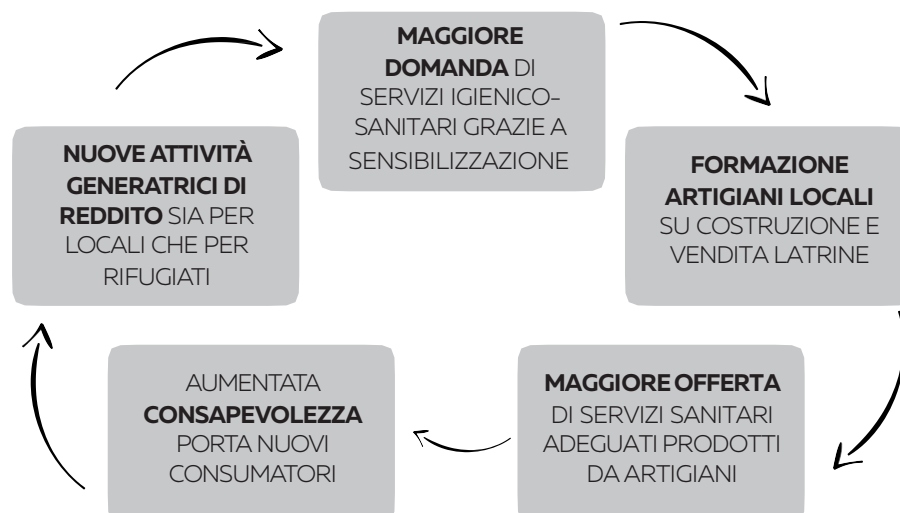 MAGGIORE
DOMANDA DI
SERVIZI IGIENICO-
SANITARI GRAZIE A
SENSIBILIZZAZIONE
FORMAZIONE
ARTIGIANI LOCALI
SU COSTRUZIONE E
VENDITA LATRINE
MAGGIORE OFFERTA
DI SERVIZI SANITARI
ADEGUATI PRODOTTI
DA ARTIGIANI
AUMENTATA
CONSAPEVOLEZZA
PORTA NUOVI
CONSUMATORI
NUOVE ATTIVITÀ
GENERATRICI DI
REDDITO SIA PER
LOCALI CHE PER
RIFUGIATI